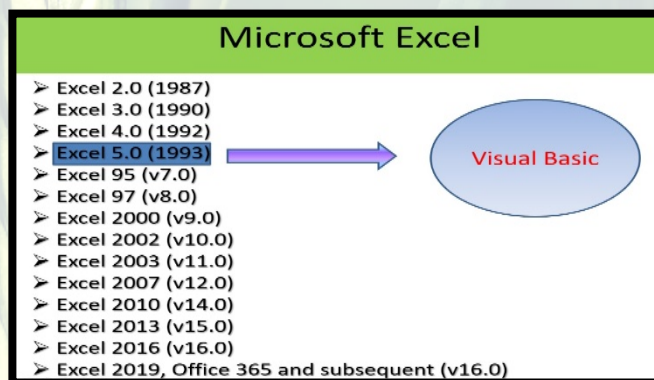 Microsoft Excel
➢ Excel 2.0 (1987)
➢ Excel 3.0 (1990)
➢ Excel 4.0 (1992)
➢ Excel 5.0 (1993)
➢ Excel 95 (v7.0)
➢ Excel 97 (v8.0)
➢ Excel 2000 (v9.0)
➢ Excel 2002 (v10.0)
➢ Excel 2003 (v11.0)
➢ Excel 2007 (v12.0)
➢ Excel 2010 (v14.0)
➢ Excel 2013 (v15.0)
➢ Excel 2016 (v16.0)
➢ Excel 2019, Office 365 and subsequent (v16.0)
Visual Basic